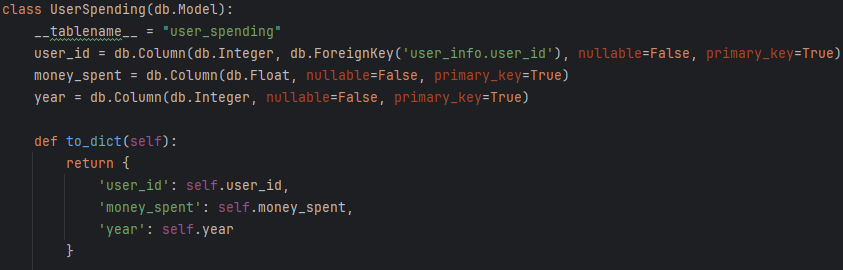 class UserSpending(db.Model):
    __tablename__ = "user_spending"
    user_id = db.Column(db.Integer, db.ForeignKey('user_info.user_id'), nullable=False, primary_key=True)
    money_spent = db.Column(db.Float, nullable=False, primary_key=True)
    year = db.Column(db.Integer, nullable=False, primary_key=True)
    def to_dict(self):
        return {
            'user_id': self.user_id,
            'money_spent': self.money_spent,
            'year': self.year
        }